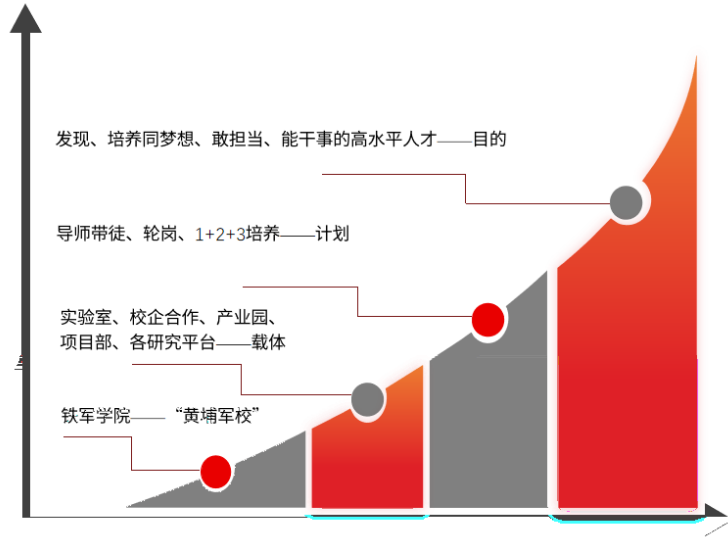 发现、培养同梦想、敢担当、能干事的高水平人才——目的
导师带徒、轮岗、1+2+3培养——计划
实验室、校企合作、产业园、
项目部、各研究平台——载体
铁军学院——“黄埔军校”